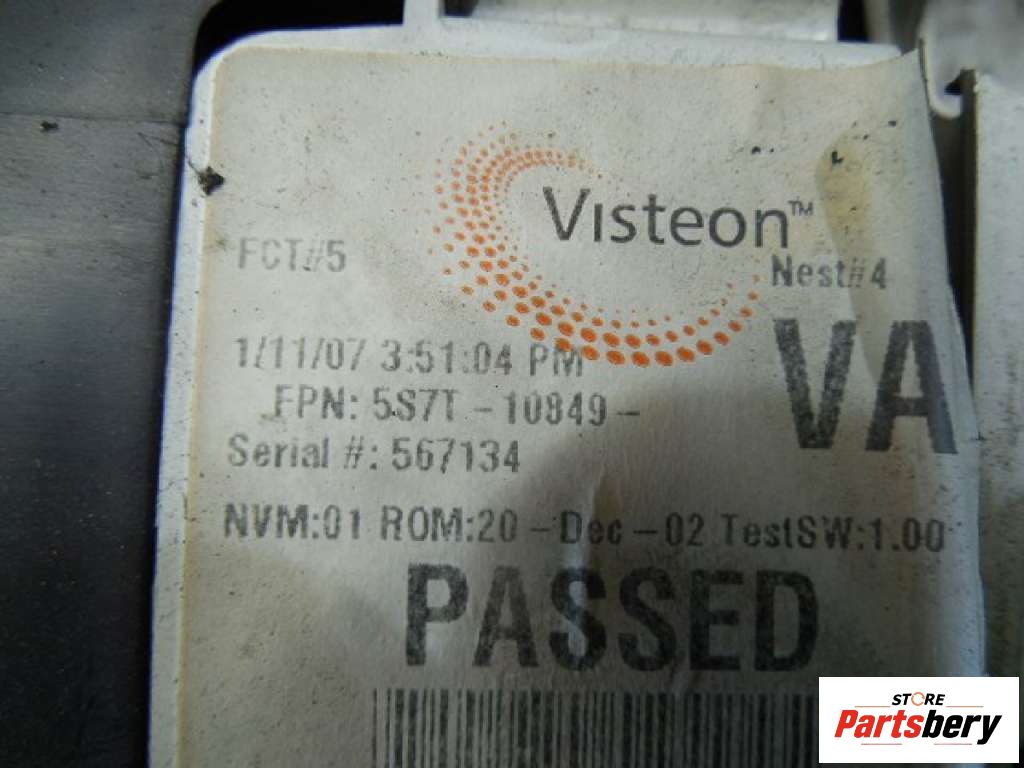 Visteon™
FCT#5
Nest#4
1/11/07 3:51:04 PM
FPN: 5S7T-10849-
VA
Serial #: 567134
NVM:01 ROM:20-Dec-02 TestSW:1.00
PASSED
STORE
Partsbery